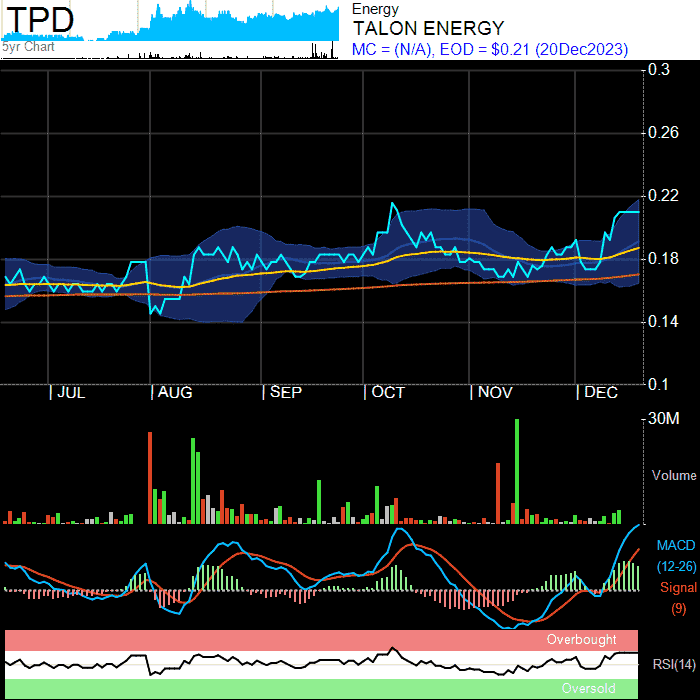 TPD
5yr Chart
Energy
TALON ENERGY
MC = (N/A), EOD = $0.21 (20Dec2023)
0.3
0.26
0.22
0.18
0.14
0.1
JUL
AUG
SEP
OCT
NOV
DEC
30M
Volume
MACD
(12-26)
Signal
(9)
Overbought
RSI(14)
Oversold